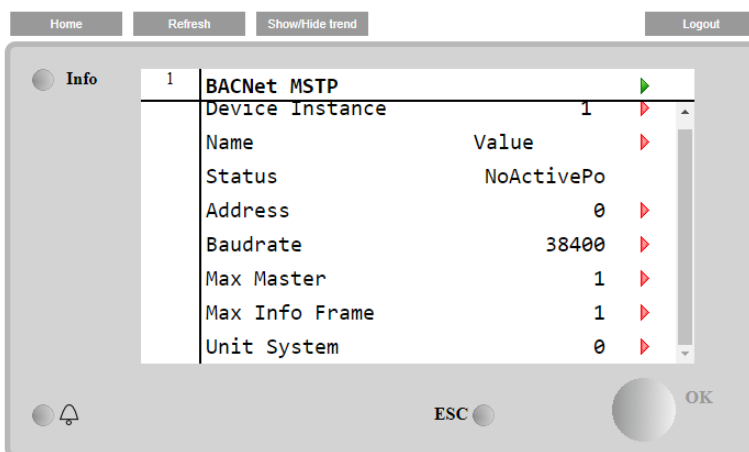 Home Refresh Show/Hide trend Logout
Info
1 BACNet MSTP
Device Instance 1
Name Value
Status NoActivePo
Address 0
Baudrate 38400
Max Master 1
Max Info Frame 1
Unit System 0
ESC OK